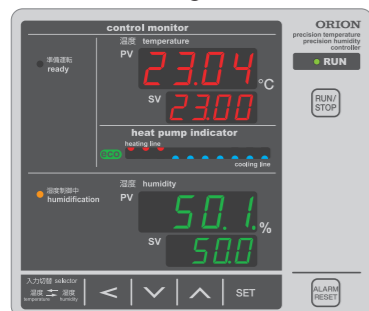 control monitor
温度 temperature
準備運転
ready
PV
23.04
°C
SV
23.00
heat pump indicator
heating line
eco
cooling line
湿度制御中
humidification
湿度 humidity
PV
50.1.
%
SV
50.0
入力切替 selector
温度 湿度
temperature humidity
< SET
ORION
precision temperature
precision humidity
controller
RUN
RUN/
STOP
ALARM
RESET